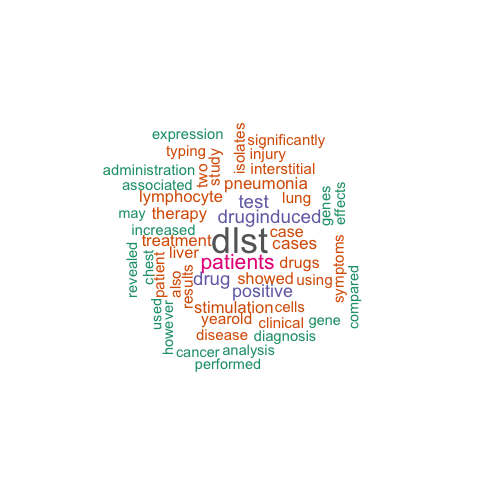 expression
isolates
significantly
typing
study
injury
two
interstitial
administration
pneumonia
associated
lymphocyte
test
lung
genes
effects
may
therapy
druginduced
increased
case
treatment
dlst
cases
revealed
chest
patient
liver
patients
drugs
symptoms
compared
also
results
drug
showed
using
positive
used
however
stimulation
cells
yearold
clinical
gene
disease
diagnosis
cancer
analysis
performed